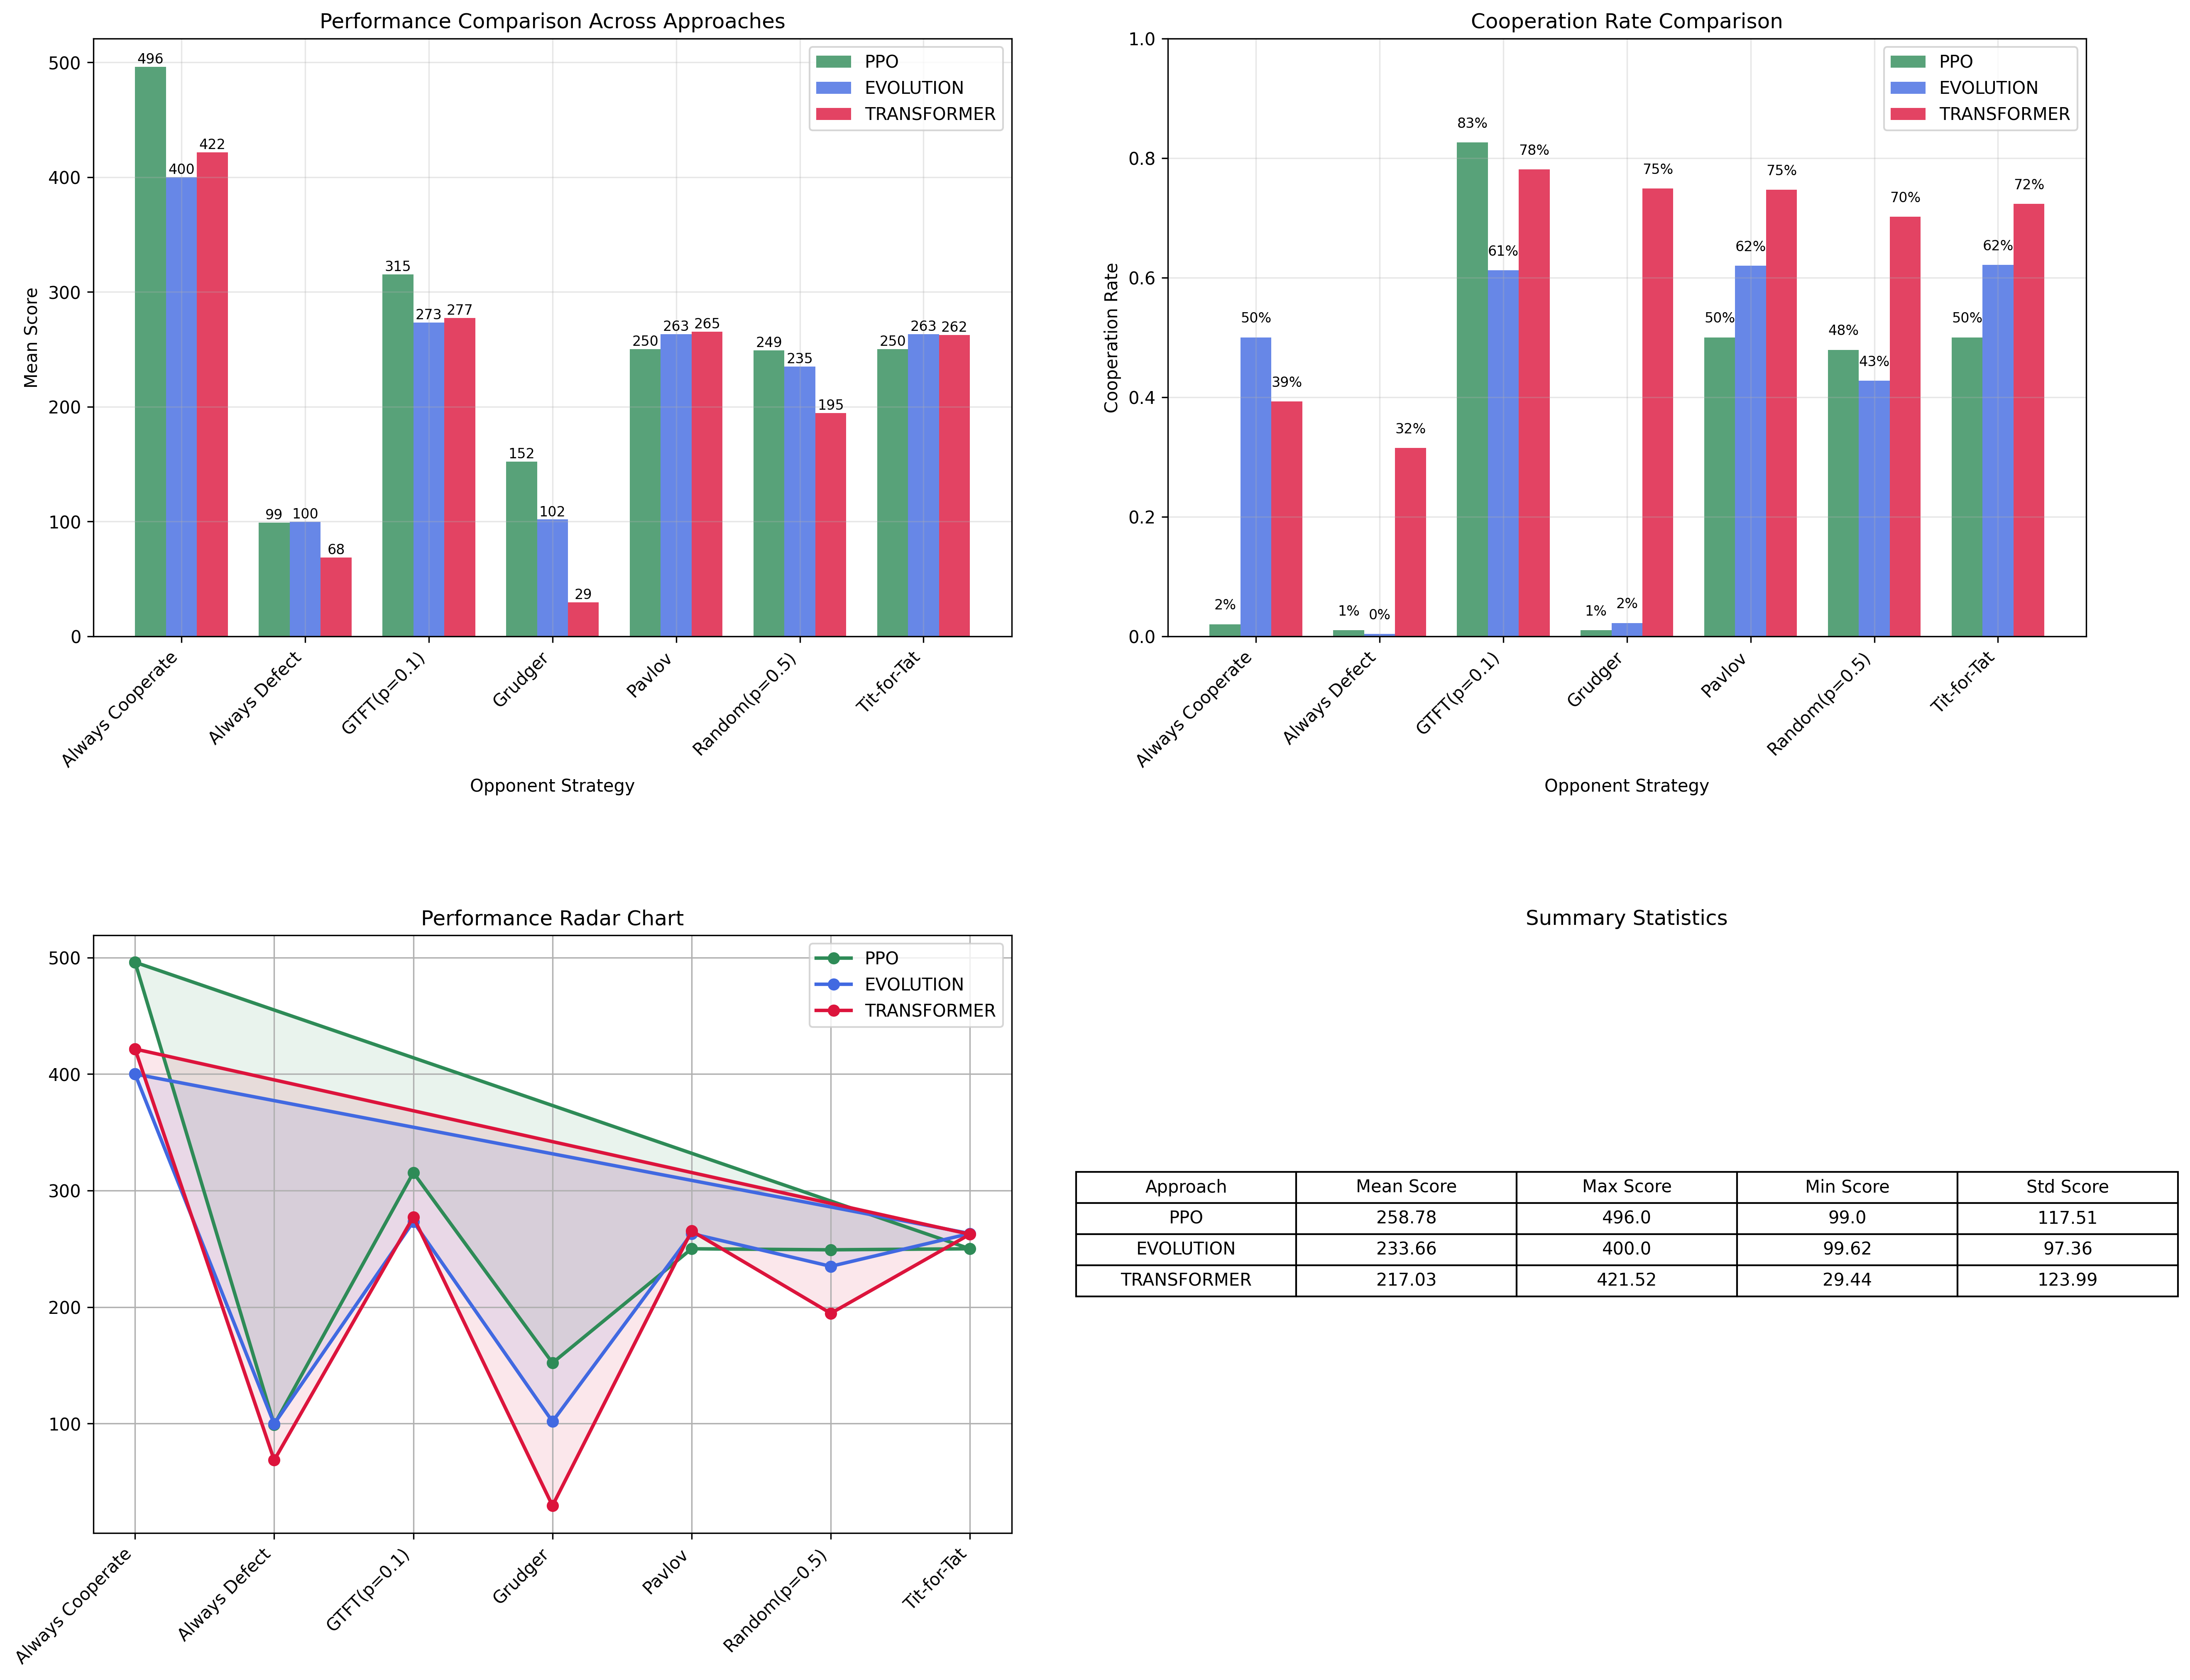 Performance Comparison Across Approaches
Mean Score
500
400
300
200
100
0
PPO
EVOLUTION
TRANSFORMER
496
400
422
99
100
68
315
273
277
152
102
29
250
263
265
249
235
195
250
263
262
Always Cooperate
Always Defect
GTFT(p=0.1)
Grudger
Pavlov
Random(p=0.5)
Tit-for-Tat
Opponent Strategy
Cooperation Rate Comparison
Cooperation Rate
1.0
0.8
0.6
0.4
0.2
0.0
PPO
EVOLUTION
TRANSFORMER
2%
50%
39%
1%
0%
32%
83%
61%
78%
1%
2%
75%
50%
62%
75%
48%
43%
70%
50%
62%
72%
Always Cooperate
Always Defect
GTFT(p=0.1)
Grudger
Pavlov
Random(p=0.5)
Tit-for-Tat
Opponent Strategy
Performance Radar Chart
500
400
300
200
100
PPO
EVOLUTION
TRANSFORMER
Always Cooperate
Always Defect
GTFT(p=0.1)
Grudger
Pavlov
Random(p=0.5)
Tit-for-Tat
Summary Statistics
Approach Mean Score Max Score Min Score Std Score
PPO 258.78 496.0 99.0 117.51
EVOLUTION 233.66 400.0 99.62 97.36
TRANSFORMER 217.03 421.52 29.44 123.99